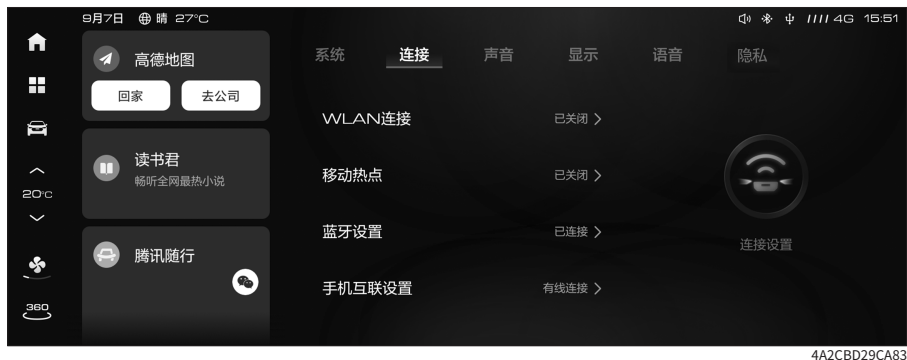 9月7日 晴 27°C 4G 15:51
高德地图
回家 去公司
读书君
畅听全网最热小说
腾讯随行
20°C
360
系统 连接 声音 显示 语音 隐私
WLAN连接 已关闭
移动热点 已关闭
蓝牙设置 已连接
手机互联设置 有线连接
连接设置
4A2CBD29CA83